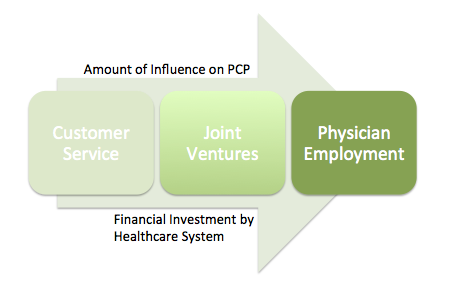 Amount of Influence on PCP
Customer
Service
Joint
Ventures
Physician
Employment
Financial Investment by
Healthcare System